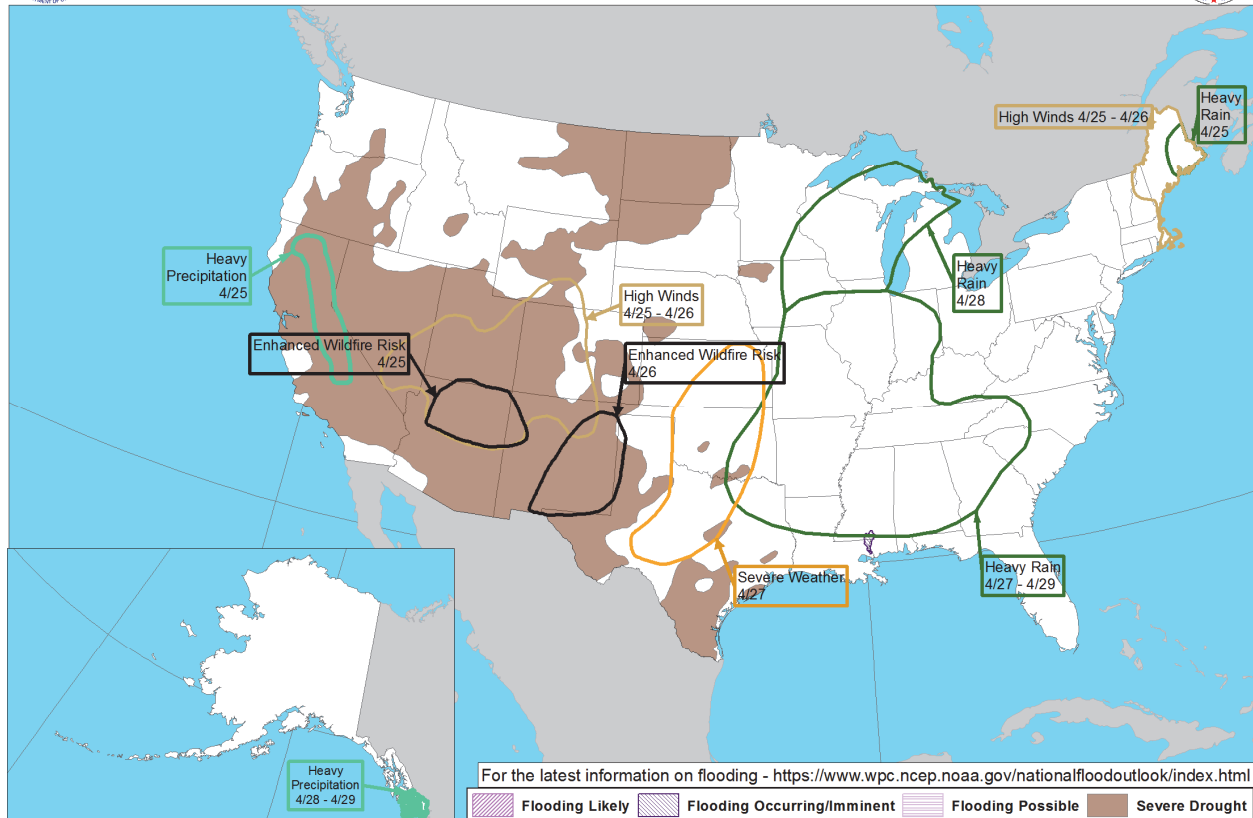 High Winds 4/25 - 4/26
Heavy
Rain
4/25
Heavy
Precipitation
4/25
Heavy
Rain
4/28
High Winds
4/25 - 4/26
Enhanced Wildfire Risk
4/25
Enhanced Wildfire Risk
4/26
Severe Weather
4/27
Heavy Rain
4/27 - 4/29
Heavy
Precipitation
4/28 - 4/29
For the latest information on flooding - https://www.wpc.ncep.noaa.gov/nationalfloodoutlook/index.html
Flooding Likely
Flooding Occurring/Imminent
Flooding Possible
Severe Drought